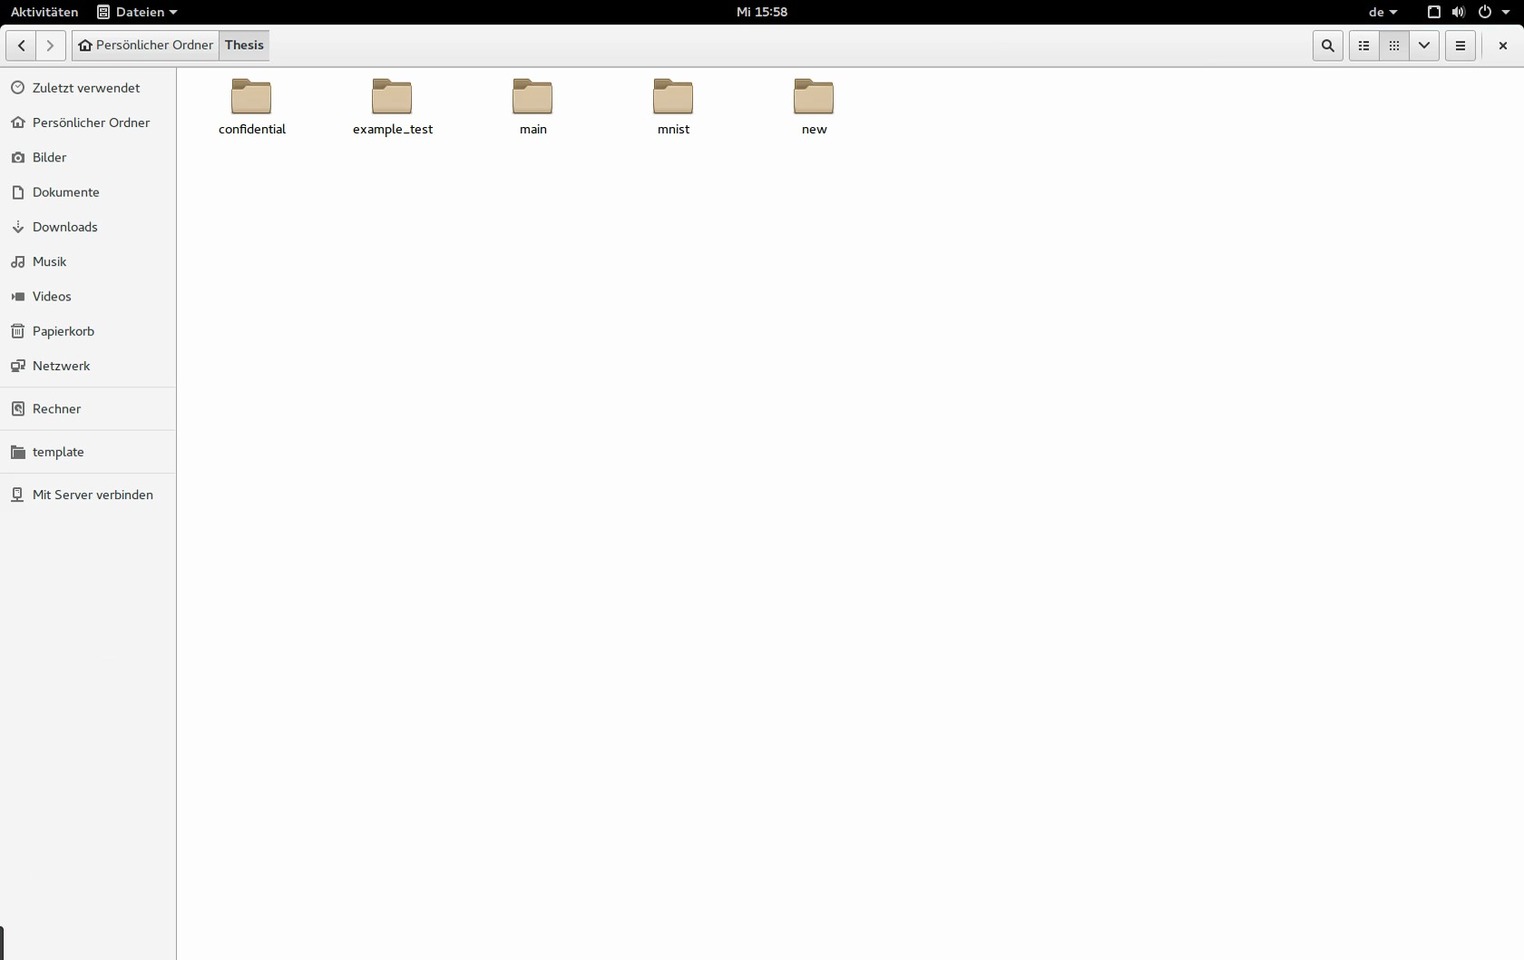 Aktivitäten Dateien Mi 15:58 de
Persönlicher Ordner Thesis
Zuletzt verwendet
Persönlicher Ordner
Bilder
Dokumente
Downloads
Musik
Videos
Papierkorb
Netzwerk
Rechner
template
Mit Server verbinden
confidential example_test main mnist new